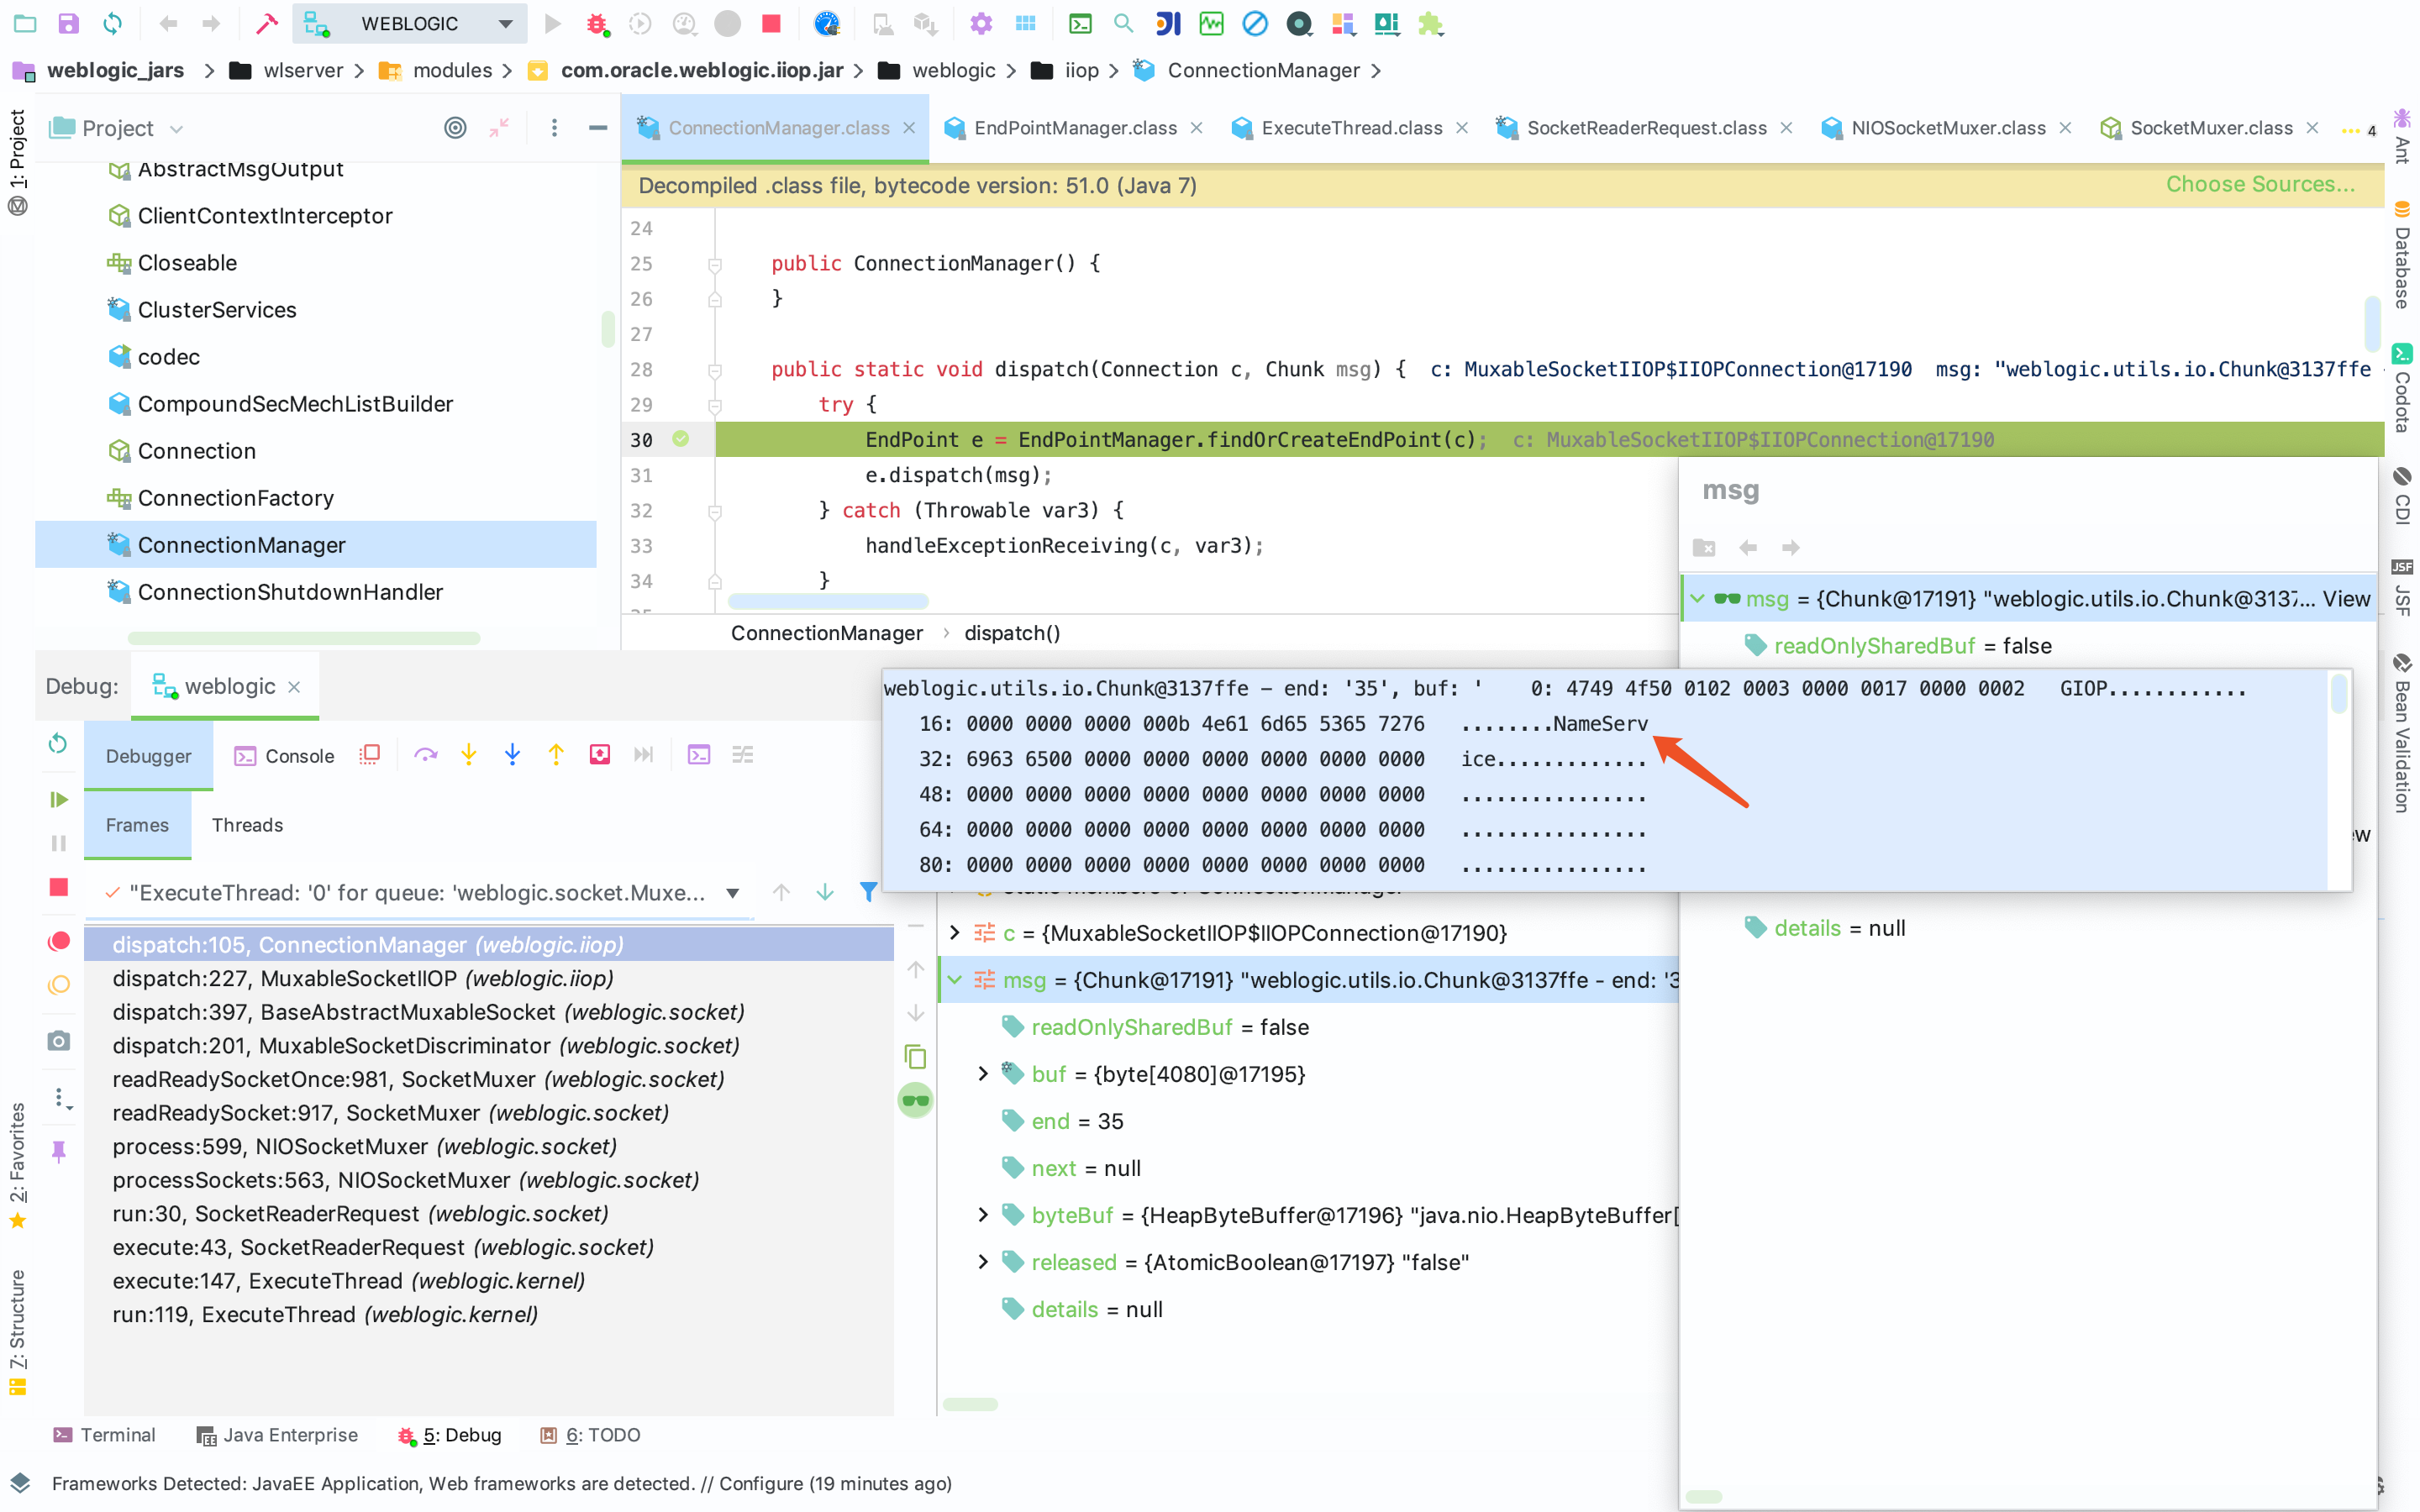 WEBLOGIC
weblogic_jars
wlserver
modules
com.oracle.weblogic.iiop.jar
weblogic
iiop
ConnectionManager
1: Project
Project
ConnectionManager.class
EndPointManager.class
ExecuteThread.class
SocketReaderRequest.class
NIOSocketMuxer.class
SocketMuxer.class
4
Ant
Database
Codota
CDI
JSF
JSF
Bean Validation
AbstractMsgOutput
ClientContextInterceptor
Closeable
ClusterServices
codec
CompoundSecMechListBuilder
Connection
ConnectionFactory
ConnectionManager
ConnectionShutdownHandler
Decompiled .class file, bytecode version: 51.0 (Java 7)
Choose Sources...
24
25 public ConnectionManager() {
26 }
27
28 public static void dispatch(Connection c, Chunk msg) { c: MuxableSocketIIOP$IIOPConnection@17190 msg: "weblogic.utils.io.Chunk@3137ffe
29 try {
30 EndPoint e = EndPointManager.findOrCreateEndPoint(c); c: MuxableSocketIIOP$IIOPConnection@17190
31 e.dispatch(msg);
32 } catch (Throwable var3) {
33 handleExceptionReceiving(c, var3);
34 }
ConnectionManager › dispatch()
msg
msg = {Chunk@17191} "weblogic.utils.io.Chunk@3137... View
readOnlySharedBuf = false
details = null
weblogic.utils.io.Chunk@3137ffe – end: '35', buf: ' 0: 4749 4f50 0102 0003 0000 0017 0000 0002 GIOP............
16: 0000 0000 0000 000b 4e61 6d65 5365 7276 ........NameServ
32: 6963 6500 0000 0000 0000 0000 0000 0000 ice.............
48: 0000 0000 0000 0000 0000 0000 0000 0000 ................
64: 0000 0000 0000 0000 0000 0000 0000 0000 ................
80: 0000 0000 0000 0000 0000 0000 0000 0000 ................
Debug:
weblogic
Debugger
Console
Frames
Threads
"ExecuteThread: '0' for queue: 'weblogic.socket.Muxe...
dispatch:105, ConnectionManager (weblogic.iiop)
dispatch:227, MuxableSocketIIOP (weblogic.iiop)
dispatch:397, BaseAbstractMuxableSocket (weblogic.socket)
dispatch:201, MuxableSocketDiscriminator (weblogic.socket)
readReadySocketOnce:981, SocketMuxer (weblogic.socket)
readReadySocket:917, SocketMuxer (weblogic.socket)
process:599, NIOSocketMuxer (weblogic.socket)
processSockets:563, NIOSocketMuxer (weblogic.socket)
run:30, SocketReaderRequest (weblogic.socket)
execute:43, SocketReaderRequest (weblogic.socket)
execute:147, ExecuteThread (weblogic.kernel)
run:119, ExecuteThread (weblogic.kernel)
c = {MuxableSocketIIOP$IIOPConnection@17190}
msg = {Chunk@17191} "weblogic.utils.io.Chunk@3137ffe – end: '3
readOnlySharedBuf = false
buf = {byte[4080]@17195}
end = 35
next = null
byteBuf = {HeapByteBuffer@17196} "java.nio.HeapByteBuffer[
released = {AtomicBoolean@17197} "false"
details = null
2: Favorites
7: Structure
Terminal
Java Enterprise
5: Debug
6: TODO
Frameworks Detected: JavaEE Application, Web frameworks are detected. // Configure (19 minutes ago)